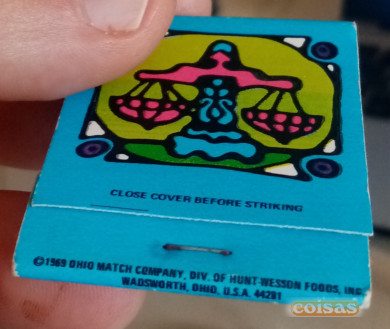 CLOSE COVER BEFORE STRIKING
©1969 OHIO MATCH COMPANY, DIV. OF HUNT-WESSON FOODS, INC.
WADSWORTH, OHIO, U.S.A. 44281
coisas